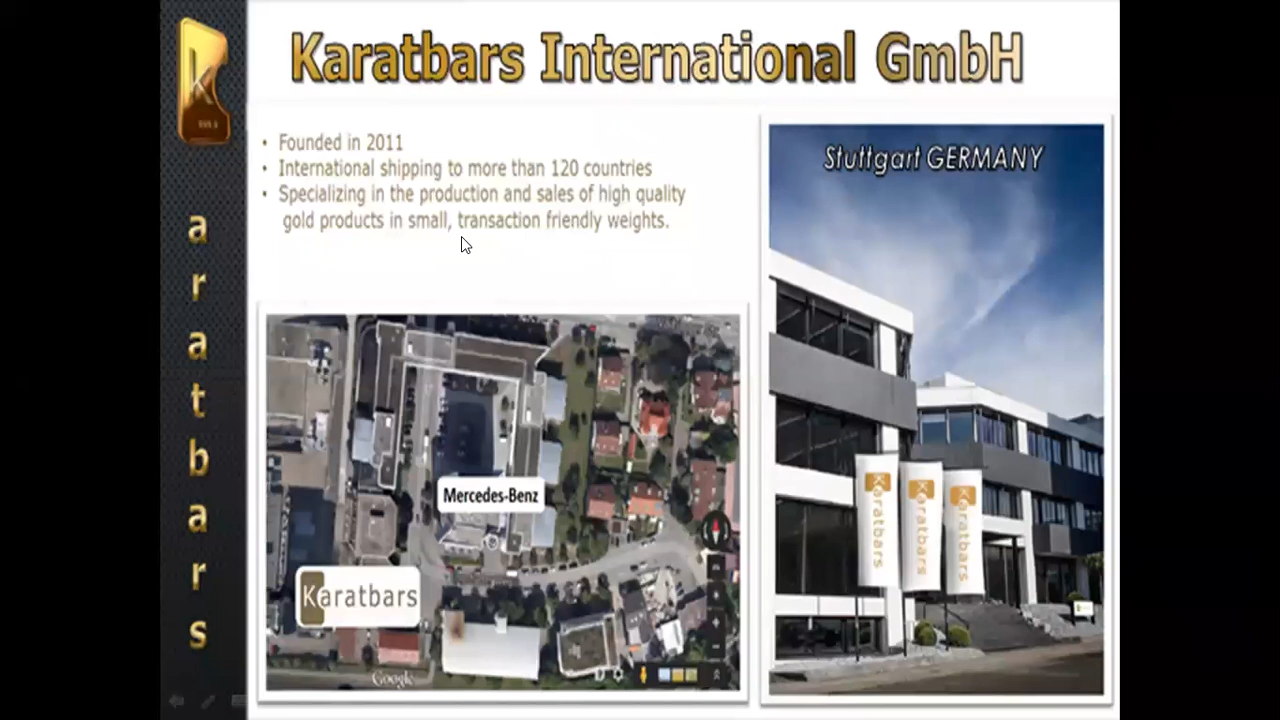 Karatbars International GmbH
• Founded in 2011
• International shipping to more than 120 countries
• Specializing in the production and sales of high quality
gold products in small, transaction friendly weights.
Stuttgart GERMANY
Mercedes-Benz
Karatbars
Google
Karatbars
Karatbars
Karatbars
K
aratbars